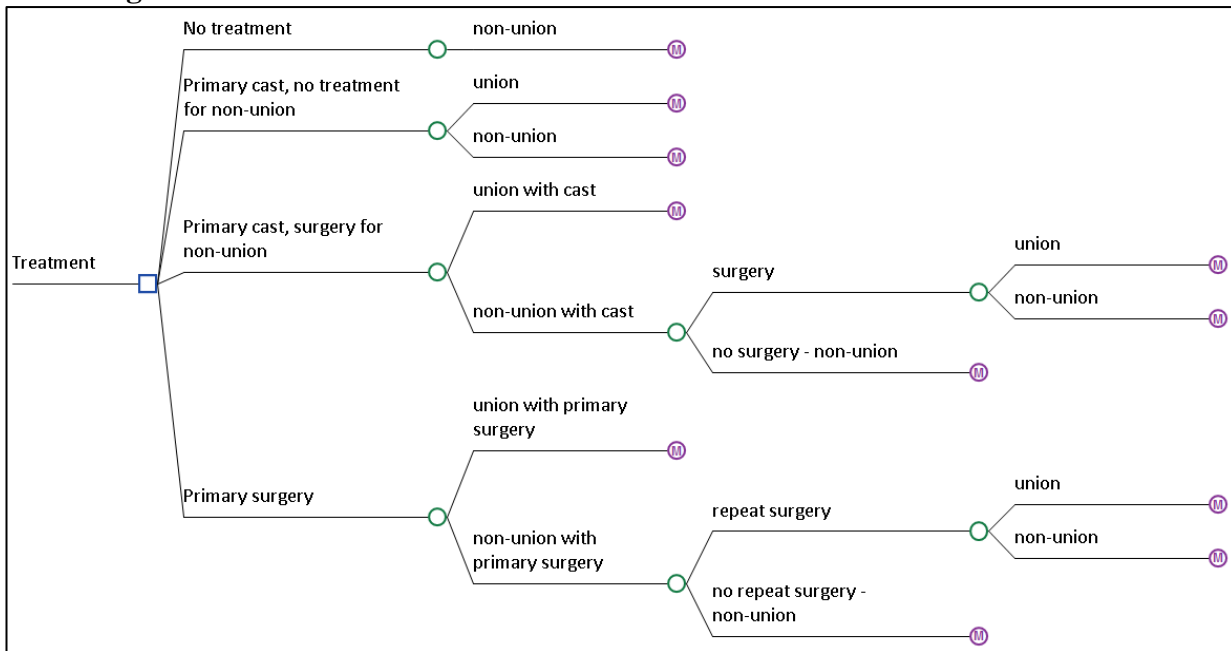 No treatment
non-union
M
Primary cast, no treatment
for non-union
union
M
non-union
M
Primary cast, surgery for
non-union
union with cast
M
Treatment
non-union with cast
surgery
union
M
non-union
M
no surgery - non-union
M
Primary surgery
union with primary
surgery
M
non-union with
primary surgery
repeat surgery
union
M
non-union
M
no repeat surgery -
non-union
M